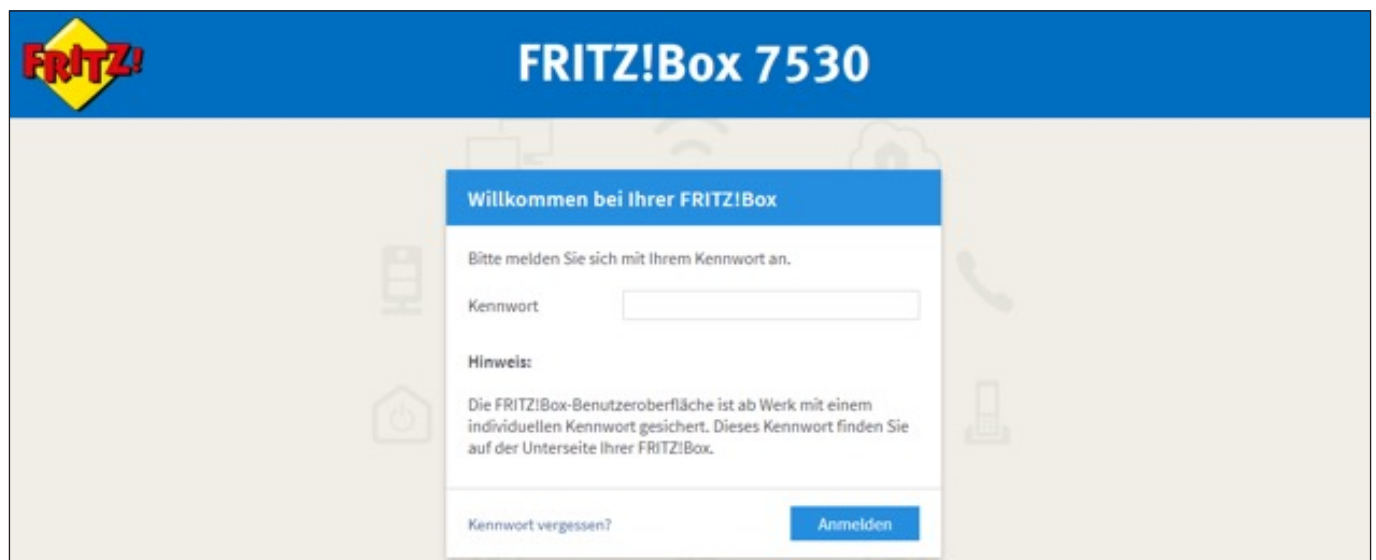 FRITZ!
FRITZ!Box 7530
Willkommen bei Ihrer FRITZ!Box
Bitte melden Sie sich mit Ihrem Kennwort an.
Kennwort
Hinweis:
Die FRITZ!Box-Benutzeroberfläche ist ab Werk mit einem
individuellen Kennwort gesichert. Dieses Kennwort finden Sie
auf der Unterseite Ihrer FRITZ!Box.
Kennwort vergessen?
Anmelden